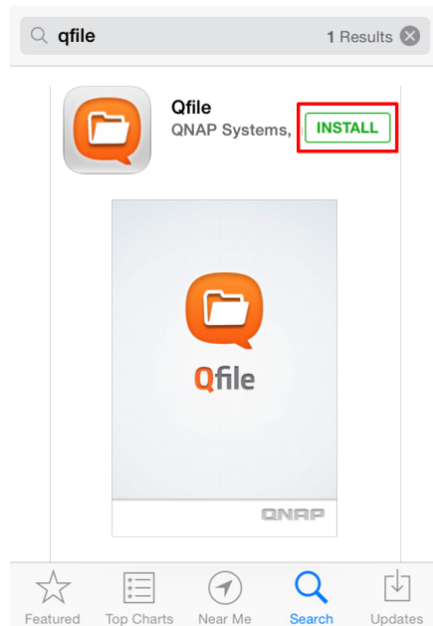 qfile 1 Results
Qfile
QNAP Systems,
INSTALL
Qfile
QNAP
Featured Top Charts Near Me Search Updates